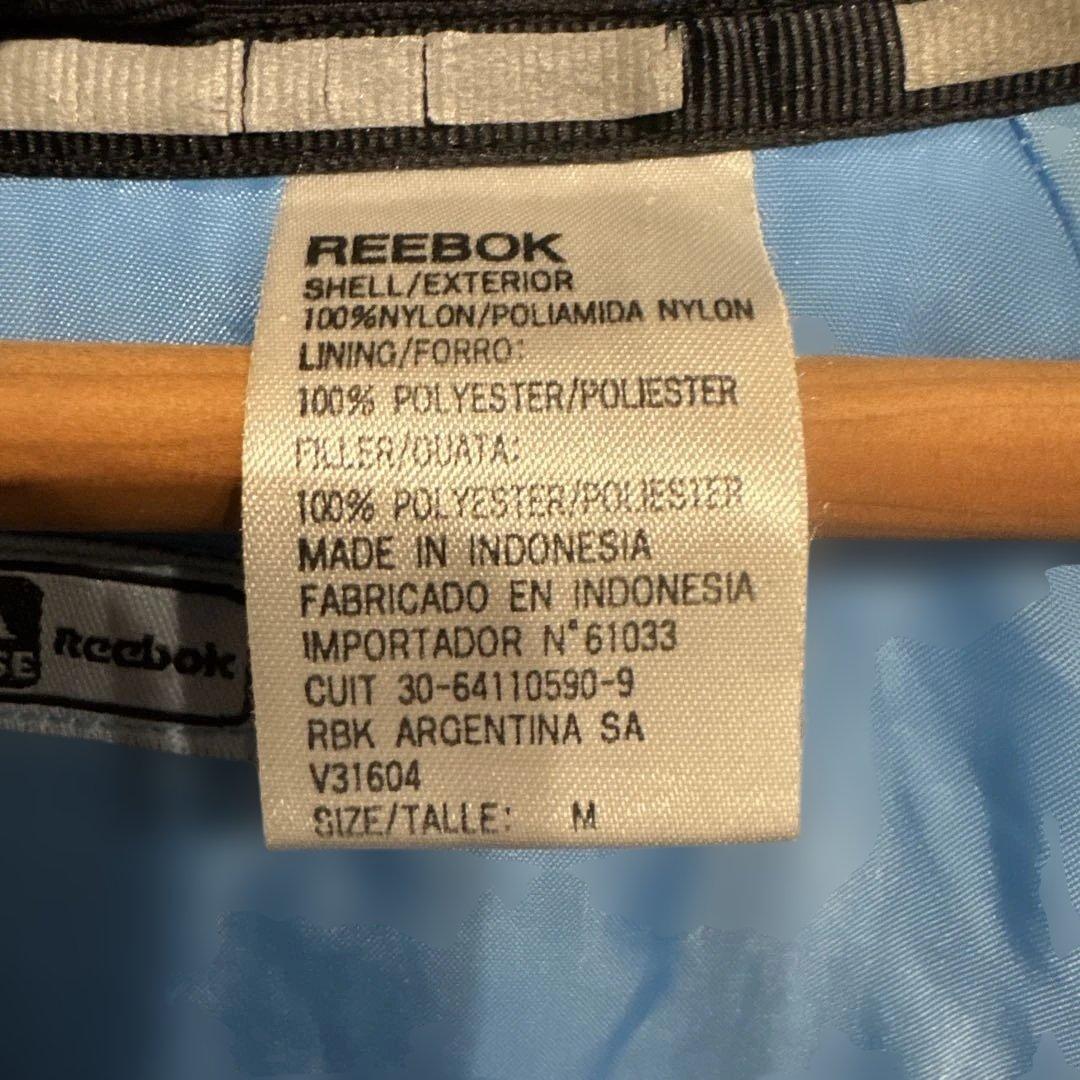 REEBOK
SHELL/EXTERIOR
100%NYLON/POLIAMIDA NYLON
LINING/FORRO:
100% POLYESTER/POLIESTER
FILLER/GUATA:
100% POLYESTER/POLIESTER
MADE IN INDONESIA
FABRICADO EN INDONESIA
IMPORTADOR N°61033
CUIT 30-64110590-9
RBK ARGENTINA SA
V31604
SIZE/TALLE: M
Reebok